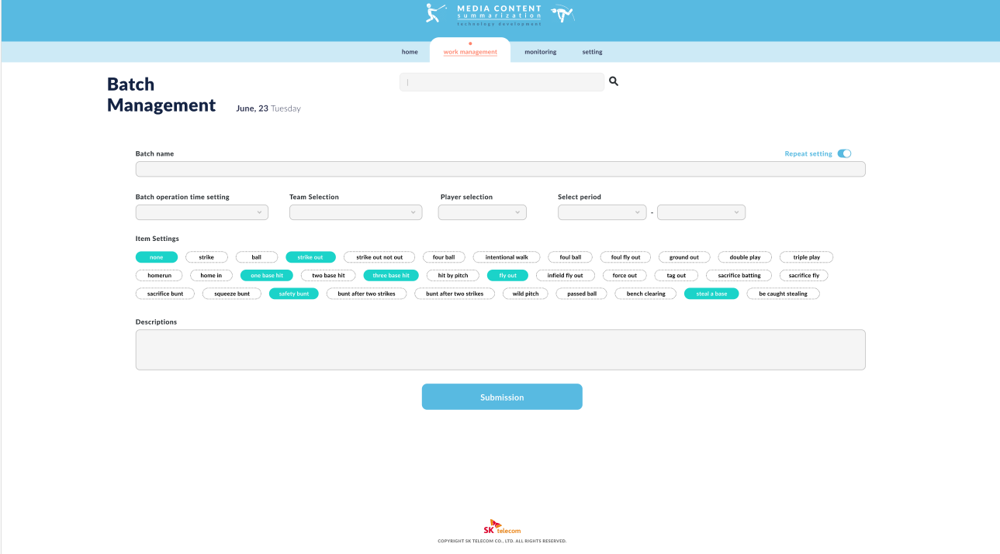 MEDIA CONTENT
summarization
technology development
home work management monitoring setting
Batch
Management June, 23 Tuesday
Batch name Repeat setting
Batch operation time setting Team Selection Player selection Select period
-
Item Settings
none strike ball strike out strike out not out four ball intentional walk foul ball foul fly out ground out double play triple play
homerun home in one base hit two base hit three base hit hit by pitch fly out infield fly out force out tag out sacrifice batting sacrifice fly
sacrifice bunt squeeze bunt safety bunt bunt after two strikes bunt after two strikes wild pitch passed ball bench clearing steal a base be caught stealing
Descriptions
Submission
SK telecom
COPYRIGHT SK TELECOM CO., LTD. ALL RIGHTS RESERVED.